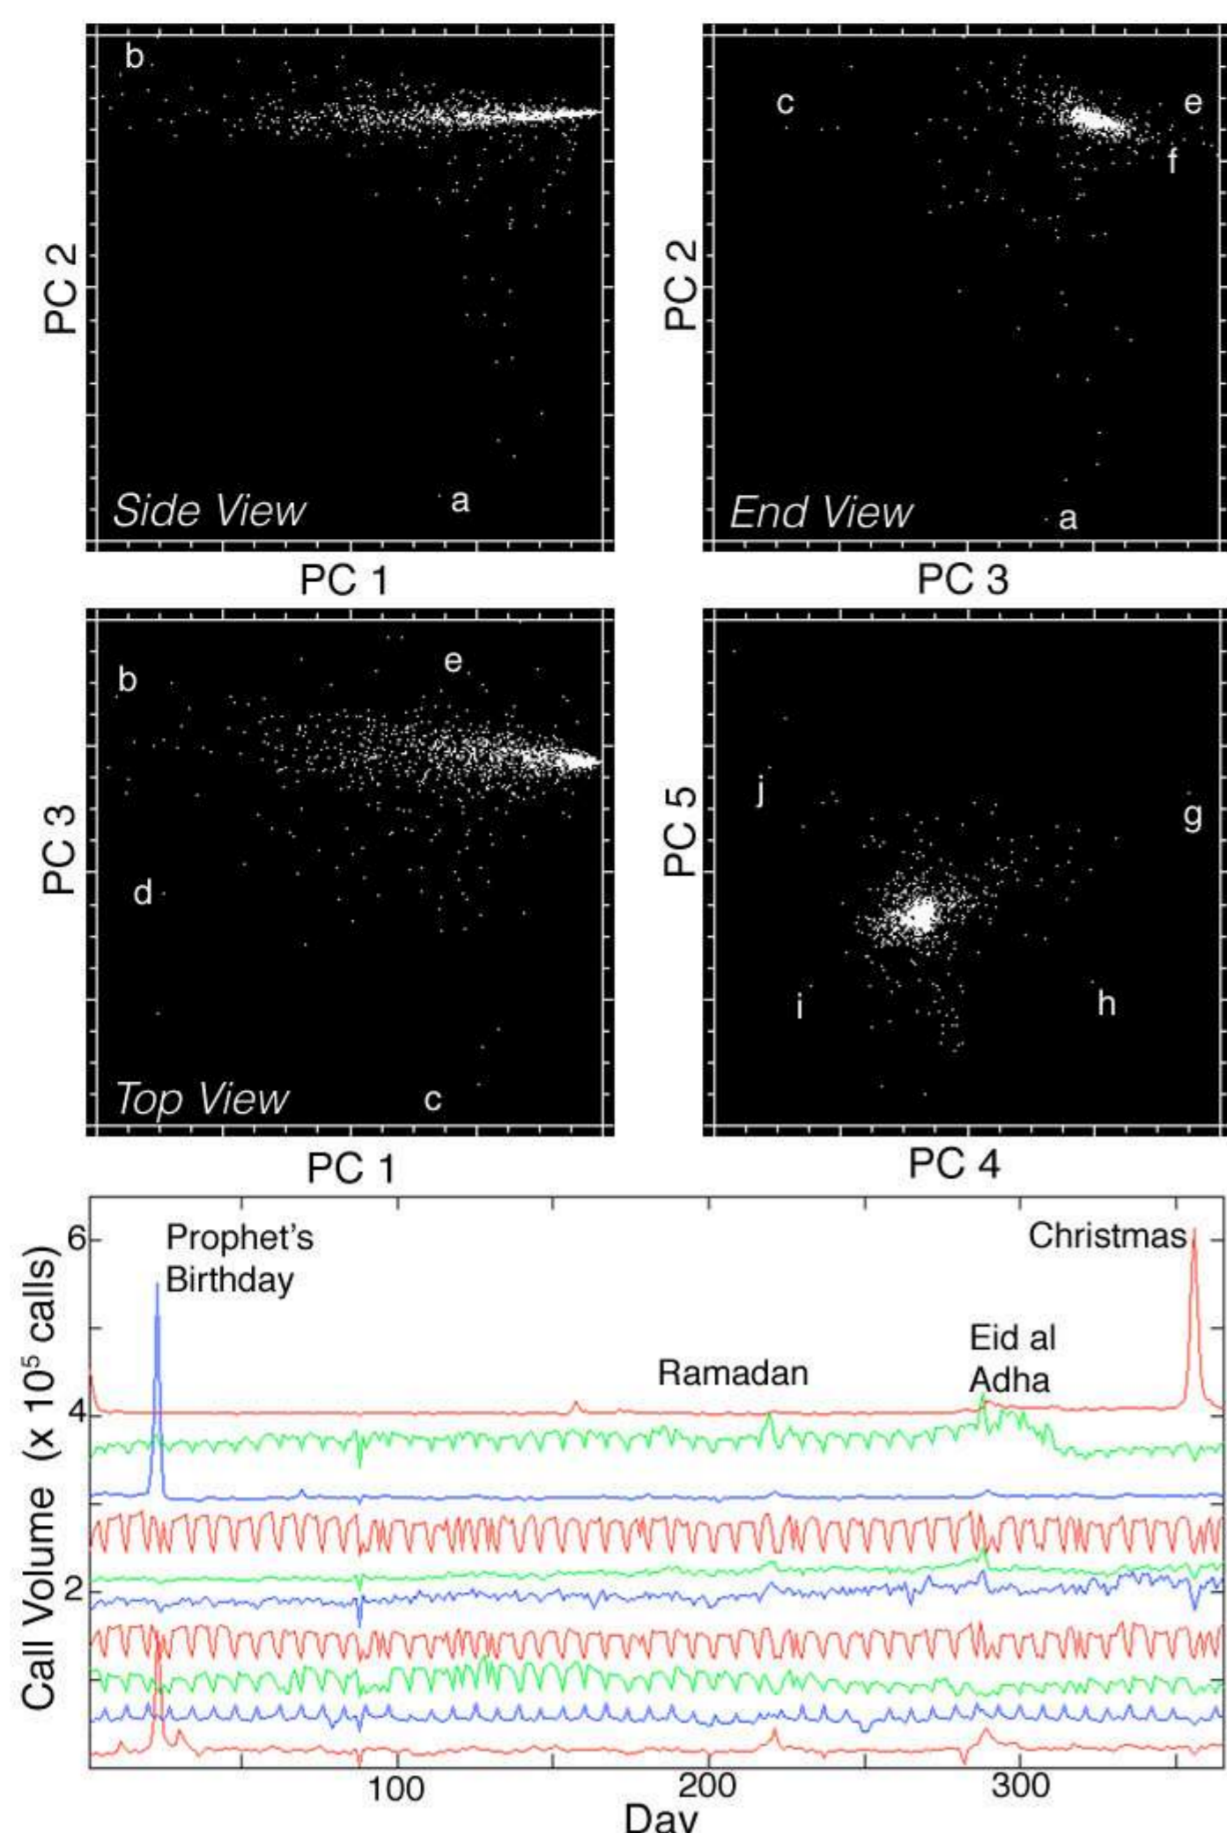 b
PC 2
a
Side View
PC 1
c
e
f
PC 2
a
End View
PC 3
b
e
PC 3
d
c
Top View
PC 1
j
g
PC 5
i
h
PC 4
Prophet's
Birthday
Christmas
Eid al
Adha
Ramadan
6
4
2
Call Volume (x 10⁵ calls)
100
200
300
Day